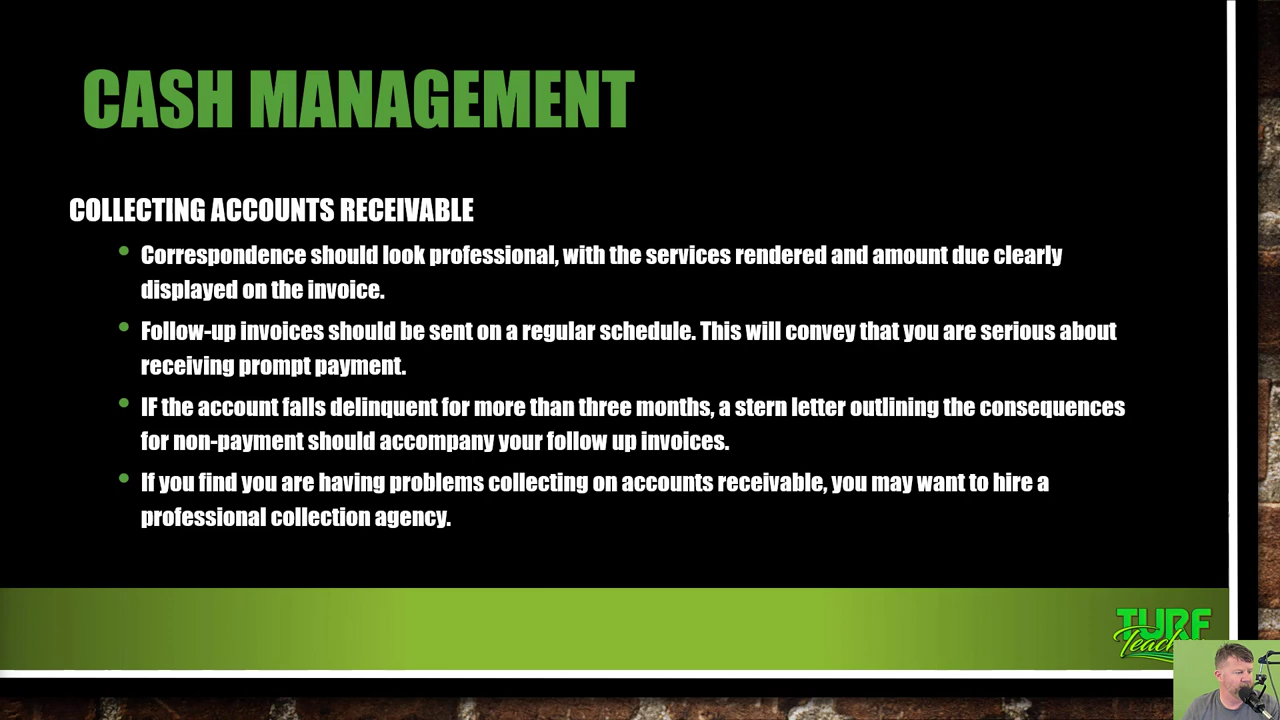 CASH MANAGEMENT
COLLECTING ACCOUNTS RECEIVABLE
• Correspondence should look professional, with the services rendered and amount due clearly
displayed on the invoice.
• Follow-up invoices should be sent on a regular schedule. This will convey that you are serious about
receiving prompt payment.
• IF the account falls delinquent for more than three months, a stern letter outlining the consequences
for non-payment should accompany your follow up invoices.
• If you find you are having problems collecting on accounts receivable, you may want to hire a
professional collection agency.
TURF